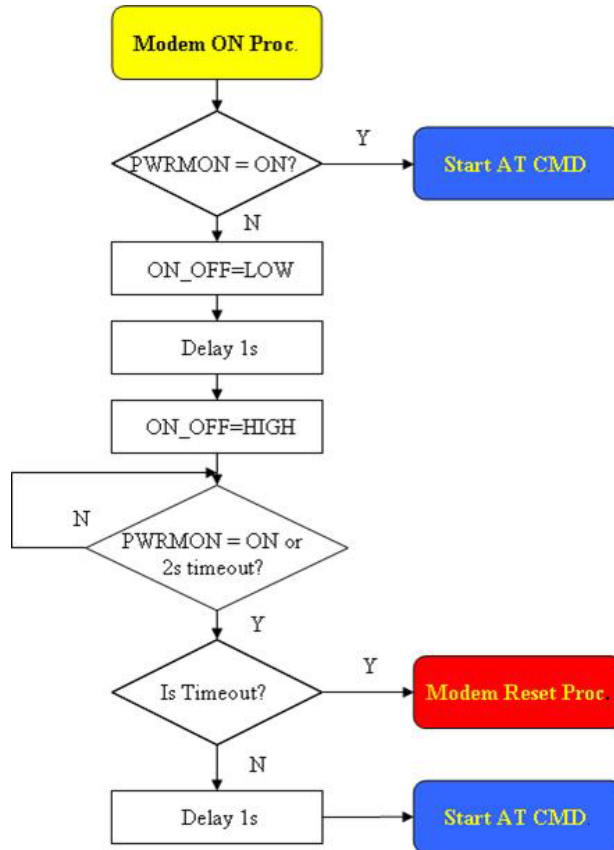 Modem ON Proc.
PWRMON = ON?
Y
Start AT CMD.
N
ON_OFF=LOW
Delay 1s
ON_OFF=HIGH
N
PWRMON = ON or
2s timeout?
Y
Is Timeout?
Y
Modem Reset Proc.
N
Delay 1s
Start AT CMD.